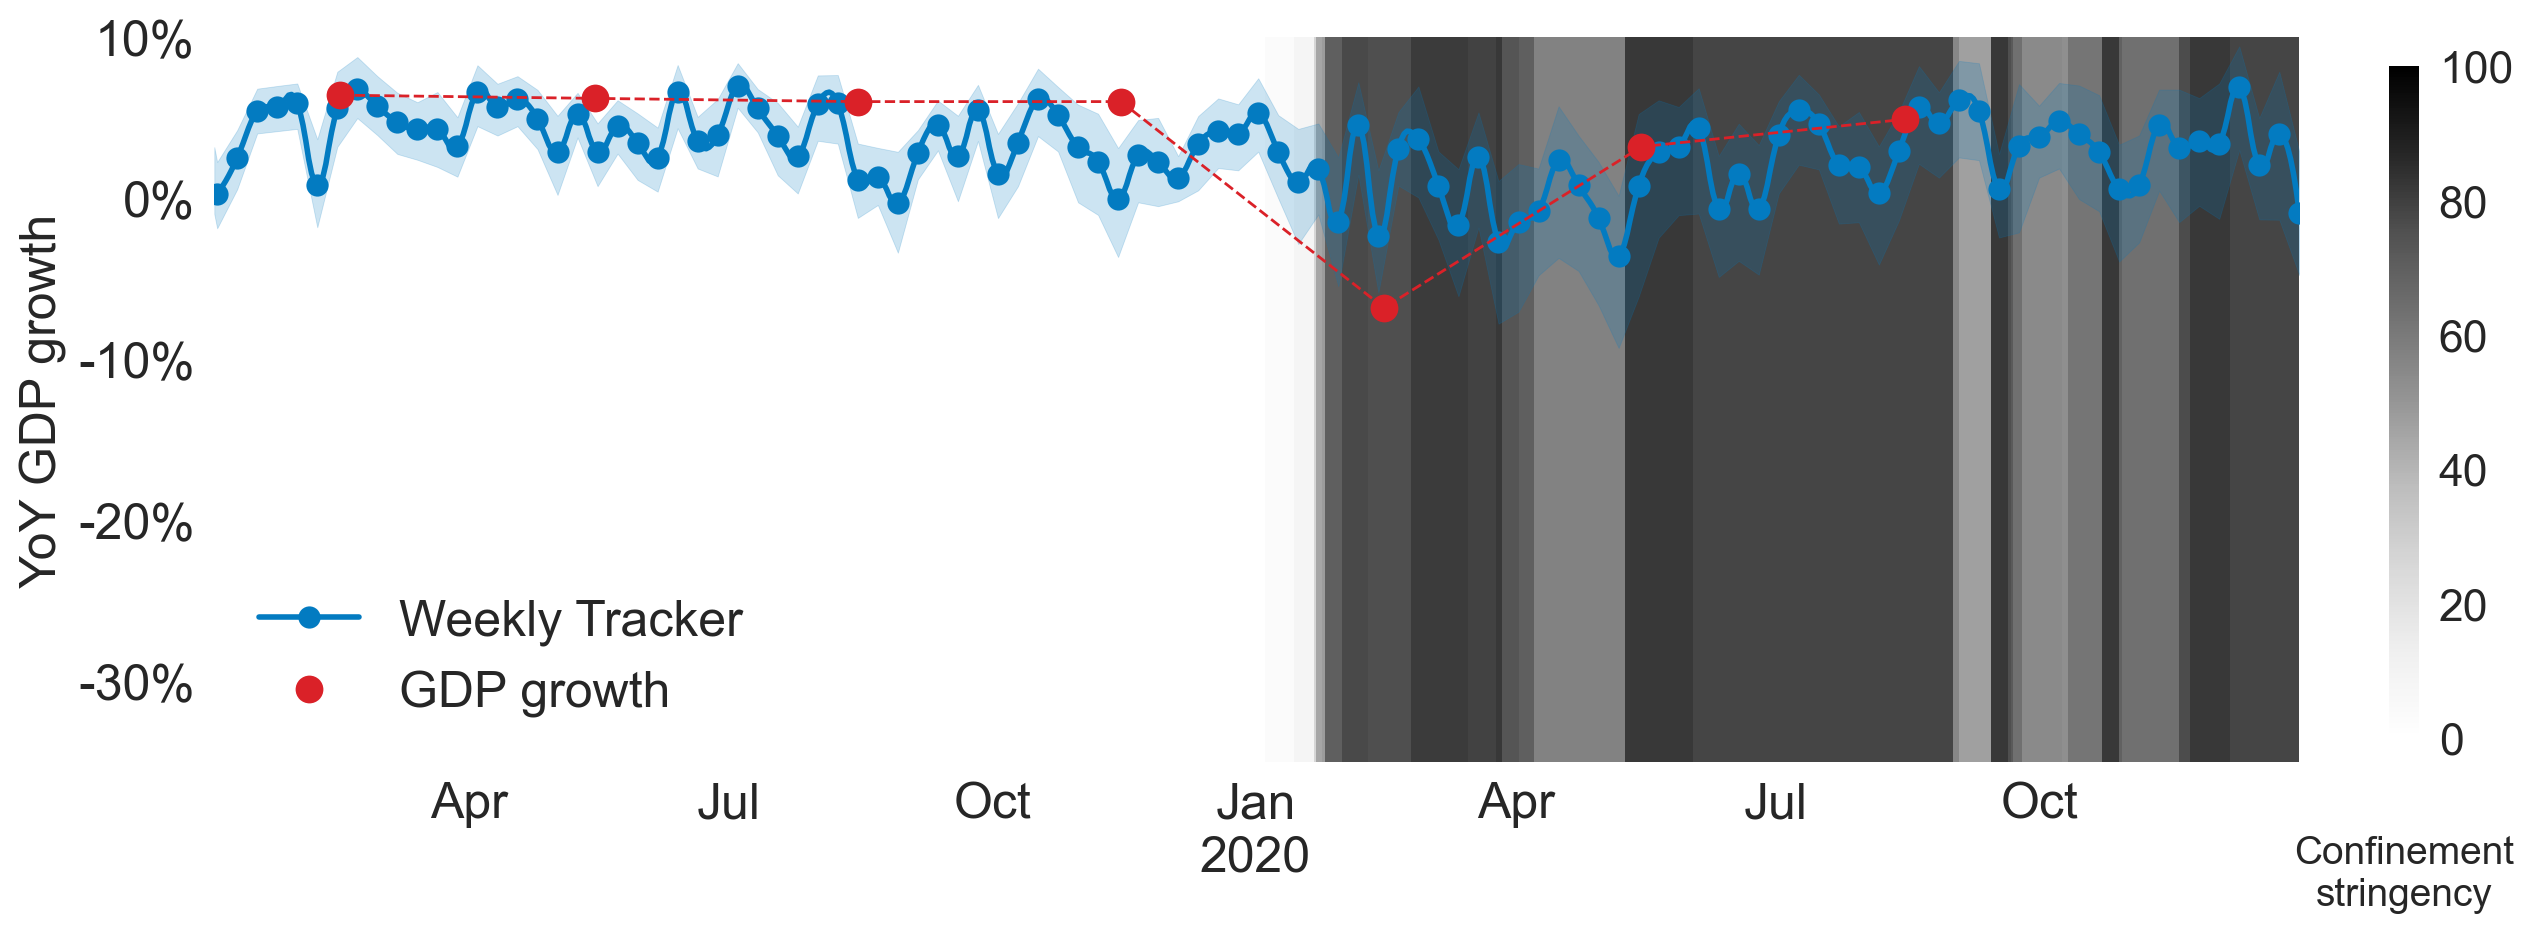 10%
0%
-10%
-20%
-30%
YoY GDP growth
Weekly Tracker
GDP growth
Apr
Jul
Oct
Jan
2020
Apr
Jul
Oct
100
80
60
40
20
0
Confinement
stringency